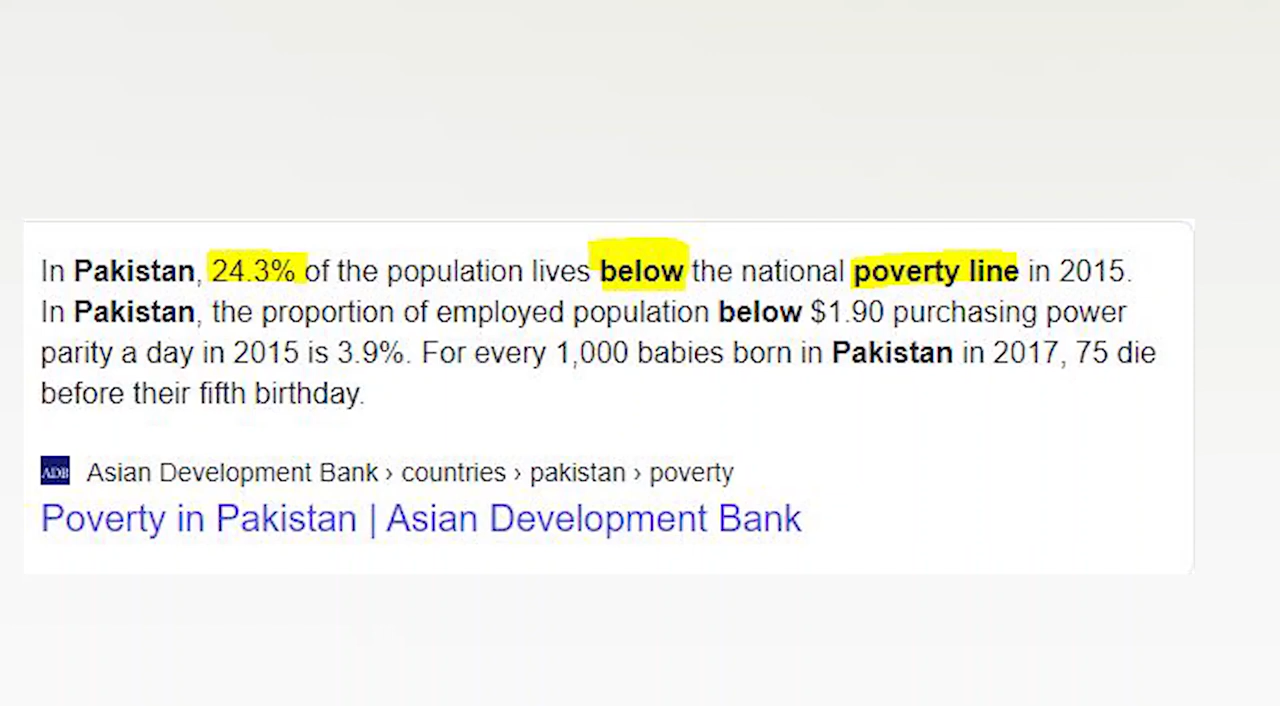 In Pakistan, 24.3% of the population lives below the national poverty line in 2015.
In Pakistan, the proportion of employed population below $1.90 purchasing power
parity a day in 2015 is 3.9%. For every 1,000 babies born in Pakistan in 2017, 75 die
before their fifth birthday.
ADB Asian Development Bank › countries › pakistan › poverty
Poverty in Pakistan | Asian Development Bank